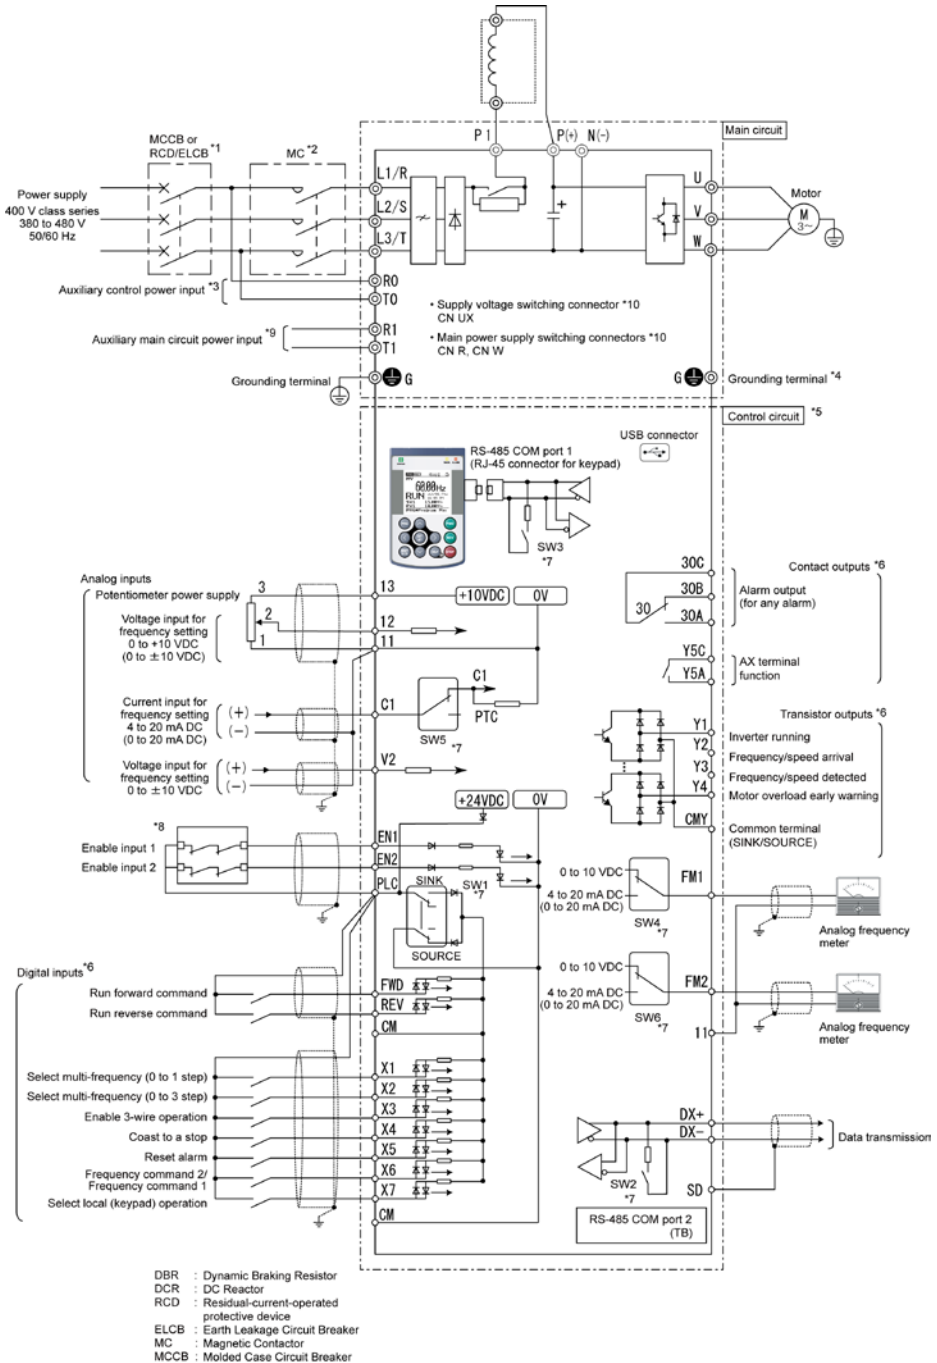 P1
P(+)
N(-)
Main circuit
MCCB or
RCD/ELCB *1
MC *2
Power supply
400 V class series
380 to 480 V
50/60 Hz
L1/R
L2/S
L3/T
+
U
V
W
Motor
M
3~
Auxiliary control power input *3
R0
T0
Auxiliary main circuit power input *9
R1
T1
• Supply voltage switching connector *10
CN UX
• Main power supply switching connectors *10
CN R, CN W
Grounding terminal
G
G
Grounding terminal *4
Control circuit *5
USB connector
RS-485 COM port 1
(RJ-45 connector for keypad)
60.00Hz
RUN
SW3
*7
Analog inputs
Potentiometer power supply
3
2
1
Voltage input for
frequency setting
0 to +10 VDC
(0 to ±10 VDC)
13
12
11
+10VDC
0V
Current input for
frequency setting
4 to 20 mA DC
(0 to 20 mA DC)
(+)
(-)
C1
C1
PTC
SW5
*7
Voltage input for
frequency setting
0 to ±10 VDC
(+)
(-)
V2
30C
30B
30A
30
Contact outputs *6
Alarm output
(for any alarm)
Y5C
Y5A
AX terminal
function
Transistor outputs *6
Y1
Inverter running
Y2
Frequency/speed arrival
Y3
Frequency/speed detected
Y4
Motor overload early warning
CMY
Common terminal
(SINK/SOURCE)
+24VDC
0V
*8
Enable input 1
Enable input 2
EN1
EN2
PLC
SINK
SW1
*7
SOURCE
0 to 10 VDC
4 to 20 mA DC
(0 to 20 mA DC)
SW4
*7
FM1
Analog frequency
meter
0 to 10 VDC
4 to 20 mA DC
(0 to 20 mA DC)
SW6
*7
FM2
11
Analog frequency
meter
Digital inputs *6
Run forward command
Run reverse command
FWD
REV
CM
Select multi-frequency (0 to 1 step)
Select multi-frequency (0 to 3 step)
Enable 3-wire operation
Coast to a stop
Reset alarm
Frequency command 2/
Frequency command 1
Select local (keypad) operation
X1
X2
X3
X4
X5
X6
X7
CM
DX+
DX-
Data transmission
SW2
*7
SD
RS-485 COM port 2
(TB)
DBR : Dynamic Braking Resistor
DCR : DC Reactor
RCD : Residual-current-operated
protective device
ELCB : Earth Leakage Circuit Breaker
MC : Magnetic Contactor
MCCB : Molded Case Circuit Breaker